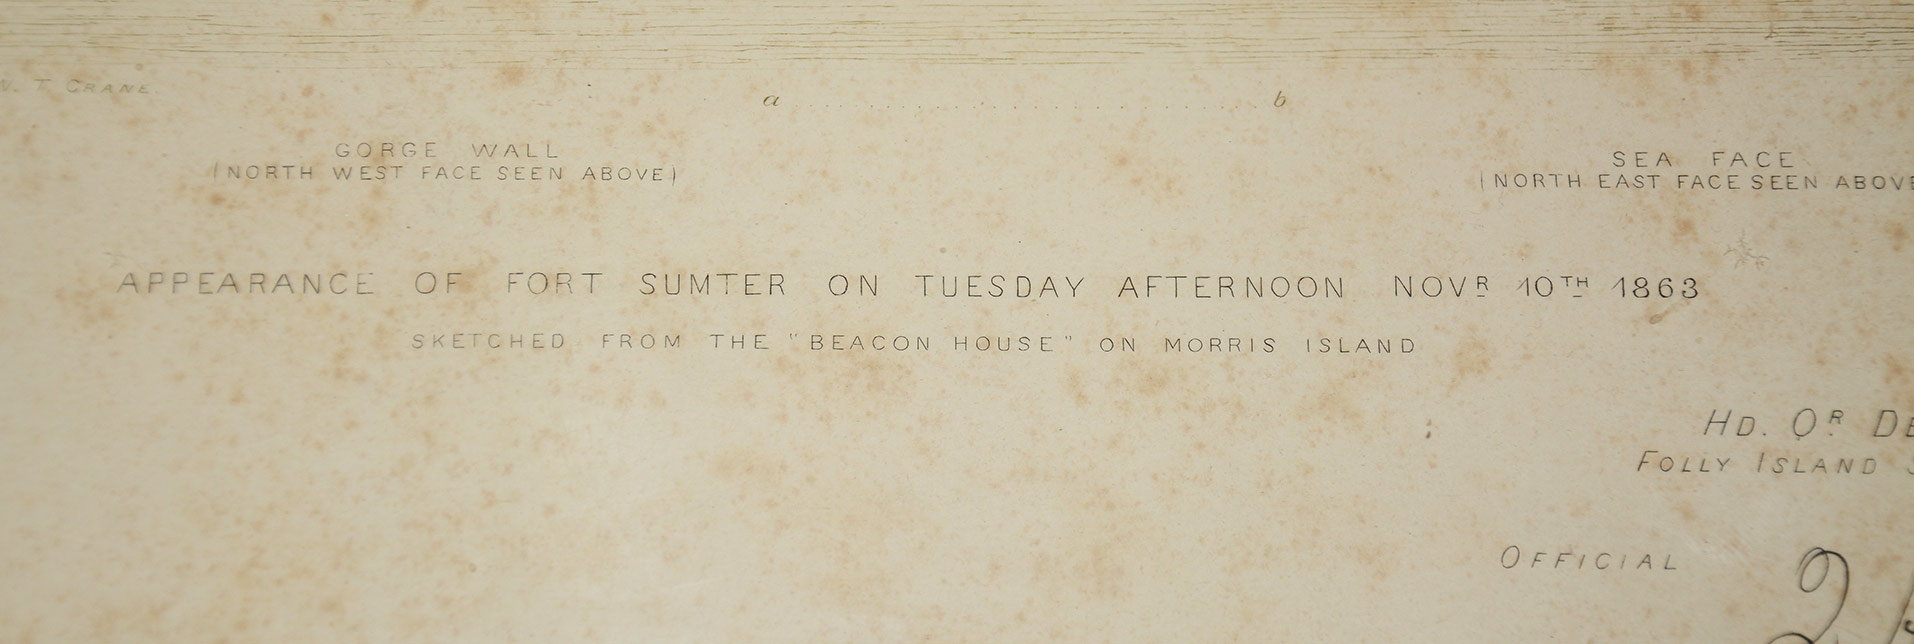 W. T. CRANE.
a b
GORGE WALL
(NORTH WEST FACE SEEN ABOVE)
SEA FACE
(NORTH EAST FACE SEEN ABOVE
APPEARANCE OF FORT SUMTER ON TUESDAY AFTERNOON NOVR 10TH 1863
SKETCHED FROM THE "BEACON HOUSE" ON MORRIS ISLAND
HD. QR DE
FOLLY ISLAND S
OFFICIAL